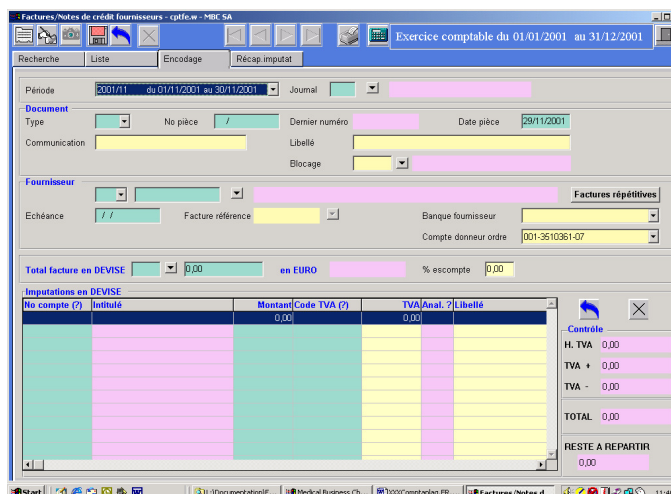 Factures/Notes de crédit fournisseurs - cptfe.w - MBC SA
Exercice comptable du 01/01/2001 au 31/12/2001
Recherche Liste Encodage Récap.imputat
Période 2001/11 du 01/11/2001 au 30/11/2001 Journal
Document
Type No pièce / Dernier numéro Date pièce 29/11/2001
Communication Libellé
Blocage
Fournisseur
Factures répétitives
Echéance / / Facture référence Banque fournisseur
Compte donneur ordre 001-3510361-07
Total facture en DEVISE 0,00 en EURO % escompte 0,00
Imputations en DEVISE
No compte (?) Intitulé Montant Code TVA (?) TVA Anal. ? Libellé
0,00 0,00
Contrôle
H. TVA 0,00
TVA + 0,00
TVA - 0,00
TOTAL 0,00
RESTE A REPARTIR
0,00
Start Medical Business Ch... Factures/Notes d...